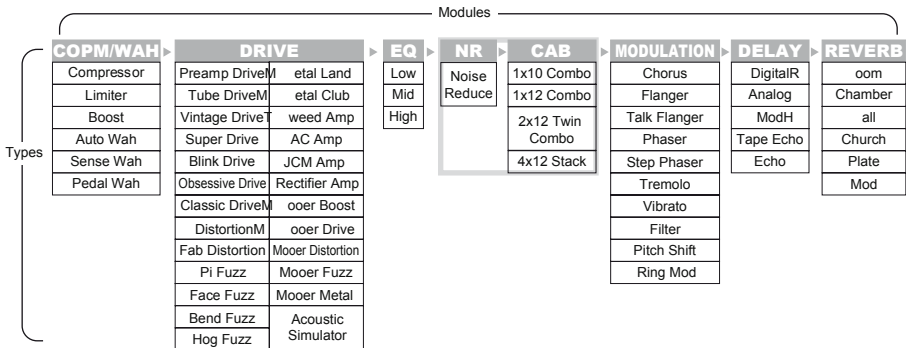 Modules
Types
COPM/WAH
Compressor
Limiter
Boost
Auto Wah
Sense Wah
Pedal Wah
DRIVE
Preamp DriveM etal Land
Tube DriveM etal Club
Vintage DriveT weed Amp
Super Drive AC Amp
Blink Drive JCM Amp
Obsessive Drive Rectifier Amp
Classic DriveM ooer Boost
DistortionM ooer Drive
Fab Distortion Mooer Distortion
Pi Fuzz Mooer Fuzz
Face Fuzz Mooer Metal
Bend Fuzz
Hog Fuzz
Acoustic
Simulator
EQ
Low
Mid
High
NR
Noise
Reduce
CAB
1x10 Combo
1x12 Combo
2x12 Twin
Combo
4x12 Stack
MODULATION
Chorus
Flanger
Talk Flanger
Phaser
Step Phaser
Tremolo
Vibrato
Filter
Pitch Shift
Ring Mod
DELAY
DigitalR
Analog
ModH
Tape Echo
Echo
REVERB
oom
Chamber
all
Church
Plate
Mod